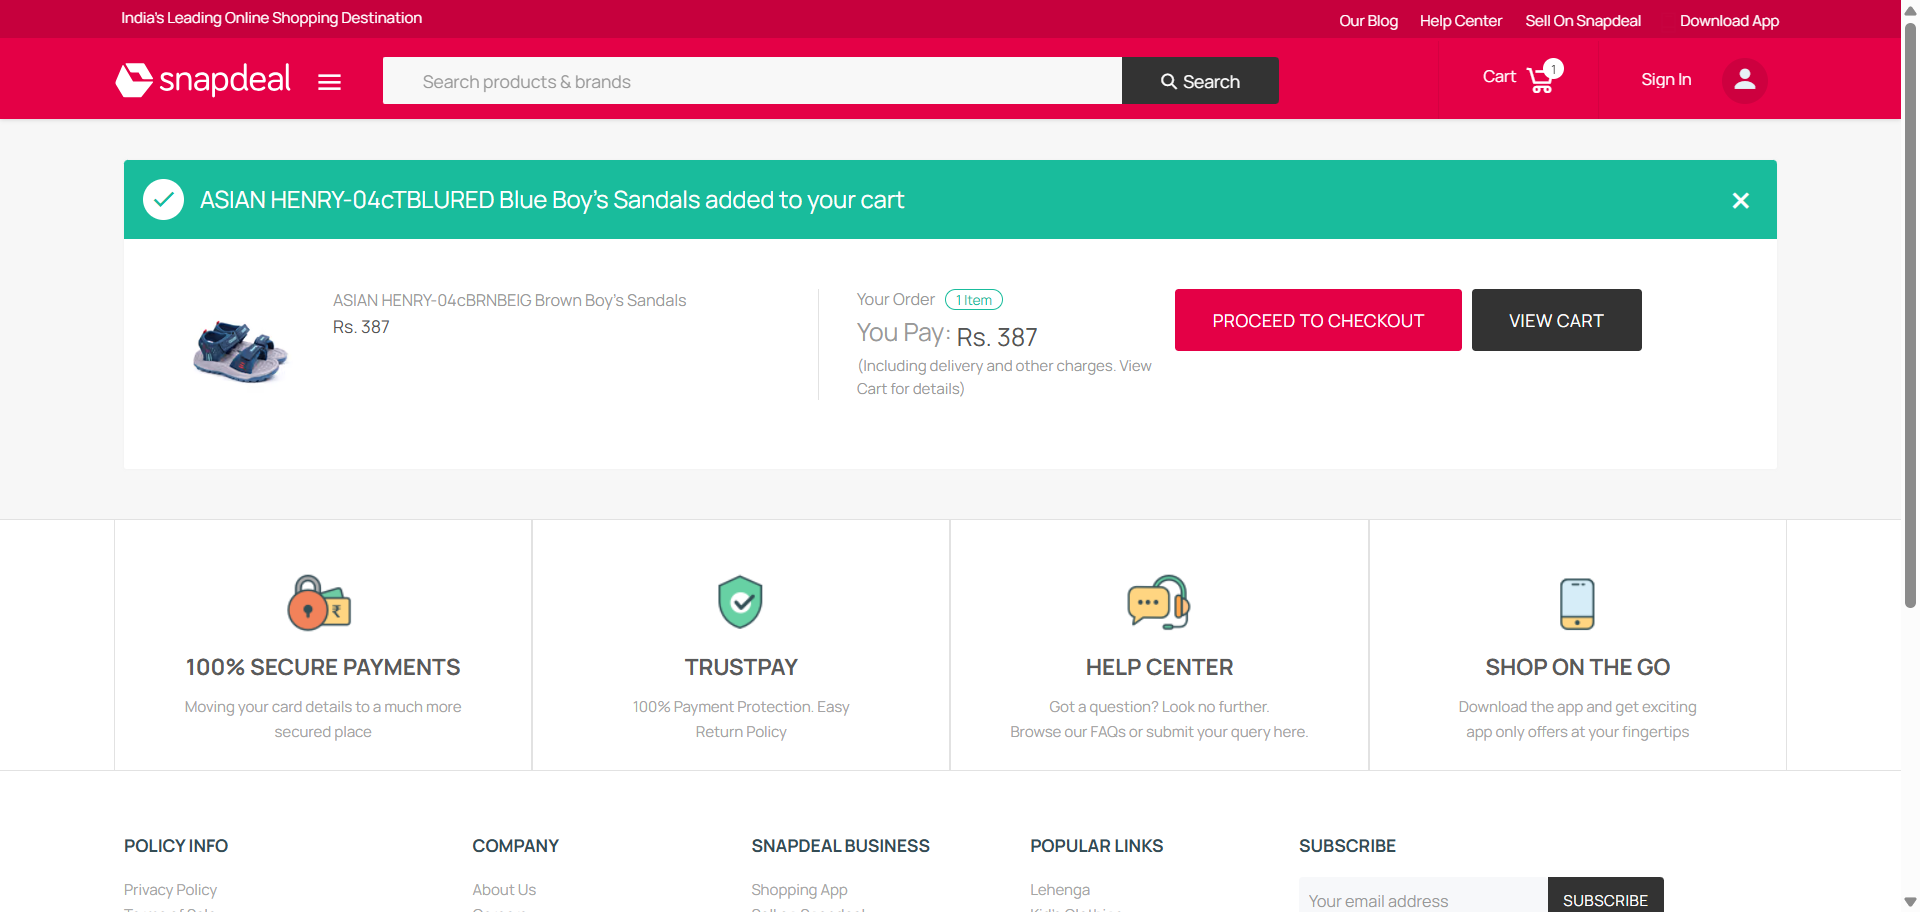 India's Leading Online Shopping Destination
Our Blog
Help Center
Sell On Snapdeal
Download App
snapdeal
Search products & brands
Search
Cart
1
Sign In
ASIAN HENRY-04cTBLURED Blue Boy's Sandals added to your cart
ASIAN HENRY-04cBRNBEIG Brown Boy's Sandals
Rs. 387
Your Order
1 Item
You Pay: Rs. 387
(Including delivery and other charges. View
Cart for details)
PROCEED TO CHECKOUT
VIEW CART
100% SECURE PAYMENTS
Moving your card details to a much more
secured place
TRUSTPAY
100% Payment Protection. Easy
Return Policy
HELP CENTER
Got a question? Look no further.
Browse our FAQs or submit your query here.
SHOP ON THE GO
Download the app and get exciting
app only offers at your fingertips
POLICY INFO
COMPANY
SNAPDEAL BUSINESS
POPULAR LINKS
SUBSCRIBE
Privacy Policy
About Us
Shopping App
Lehenga
Your email address
SUBSCRIBE